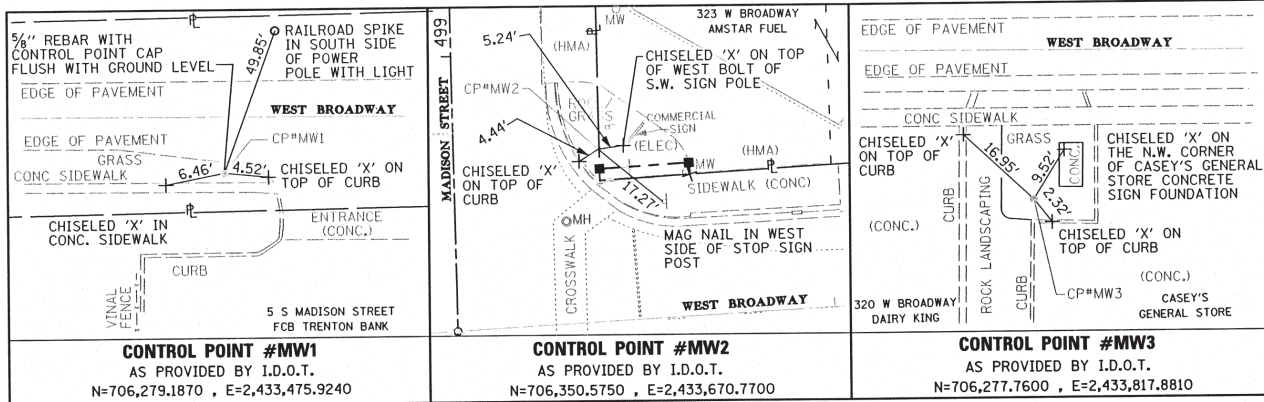 5/8" REBAR WITH
CONTROL POINT CAP
FLUSH WITH GROUND LEVEL
PL
49.85'
RAILROAD SPIKE
IN SOUTH SIDE
OF POWER
POLE WITH LIGHT
EDGE OF PAVEMENT
WEST BROADWAY
EDGE OF PAVEMENT
CP#MW1
GRASS
CONC SIDEWALK
6.46'
4.52'
CHISELED 'X' ON
TOP OF CURB
PL
CHISELED 'X' IN
CONC. SIDEWALK
ENTRANCE
(CONC.)
CURB
VINAL
FENCE
5 S MADISON STREET
FCB TRENTON BANK
CONTROL POINT #MW1
AS PROVIDED BY I.D.O.T.
N=706,279.1870 , E=2,433,475.9240
MADISON STREET
499
MW
323 W BROADWAY
AMSTAR FUEL
5.24'
(HMA)
CHISELED 'X' ON TOP
OF WEST BOLT OF
S.W. SIGN POLE
CP#MW2
COMMERCIAL
SIGN
4.44'
(ELEC)
(HMA)
PL
CHISELED 'X'
ON TOP OF
CURB
MW
SIDEWALK (CONC)
17.27'
MH
MAG NAIL IN WEST
SIDE OF STOP SIGN
POST
CROSSWALK
WEST BROADWAY
CONTROL POINT #MW2
AS PROVIDED BY I.D.O.T.
N=706,350.5750 , E=2,433,670.7700
EDGE OF PAVEMENT
WEST BROADWAY
EDGE OF PAVEMENT
CONC SIDEWALK
CHISELED 'X'
ON TOP OF
CURB
GRASS
16.95'
9.52'
CONC.
2.32'
CHISELED 'X' ON
THE N.W. CORNER
OF CASEY'S GENERAL
STORE CONCRETE
SIGN FOUNDATION
CHISELED 'X' ON
TOP OF CURB
(CONC.)
CURB
ROCK LANDSCAPING
CURB
CP#MW3
(CONC.)
320 W BROADWAY
DAIRY KING
CASEY'S
GENERAL STORE
CONTROL POINT #MW3
AS PROVIDED BY I.D.O.T.
N=706,277.7600 , E=2,433,817.8810